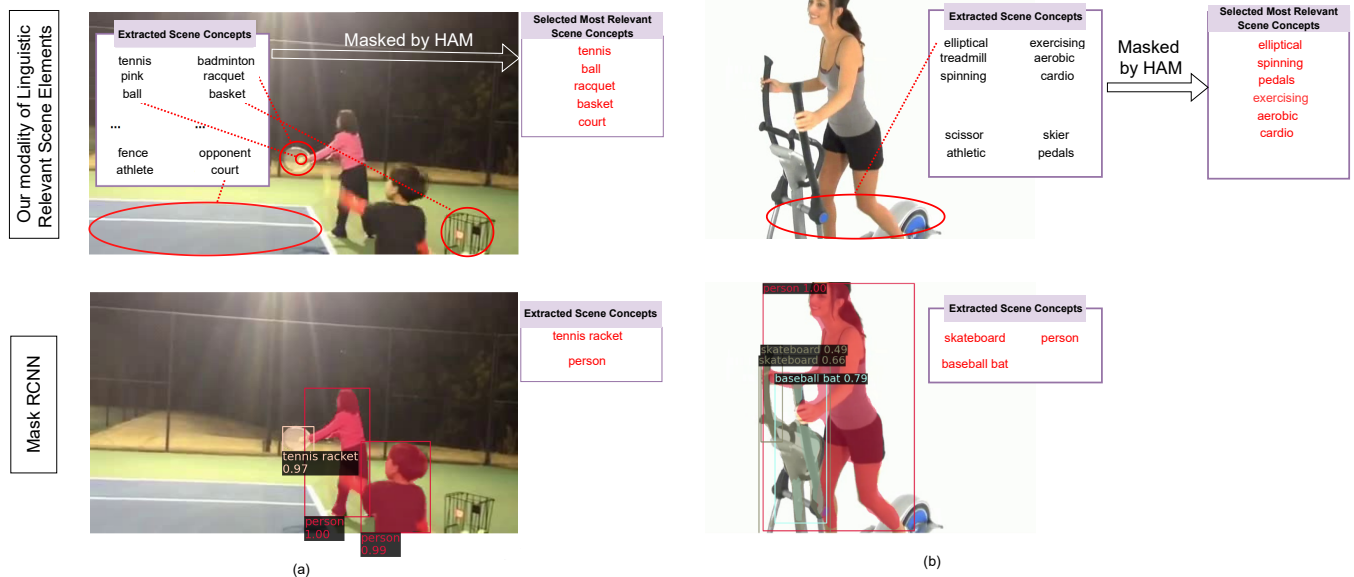 Our modality of Linguistic
Relevant Scene Elements
Extracted Scene Concepts
tennis badminton
pink racquet
ball basket
... ...
fence opponent
athlete court
Masked by HAM
Selected Most Relevant
Scene Concepts
tennis
ball
racquet
basket
court
Extracted Scene Concepts
elliptical exercising
treadmill aerobic
spinning cardio
scissor skier
athletic pedals
Masked
by HAM
Selected Most Relevant
Scene Concepts
elliptical
spinning
pedals
exercising
aerobic
cardio
Mask RCNN
tennis racket
0.97
person
1.00
person
0.99
Extracted Scene Concepts
tennis racket
person
(a)
person 1.00
skateboard 0.49
skateboard 0.66
baseball bat 0.79
Extracted Scene Concepts
skateboard person
baseball bat
(b)